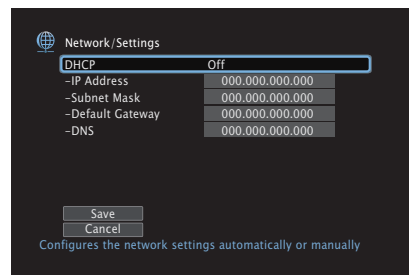 Network/Settings
DHCP Off
-IP Address 000.000.000.000
-Subnet Mask 000.000.000.000
-Default Gateway 000.000.000.000
-DNS 000.000.000.000
Save
Cancel
Configures the network settings automatically or manually